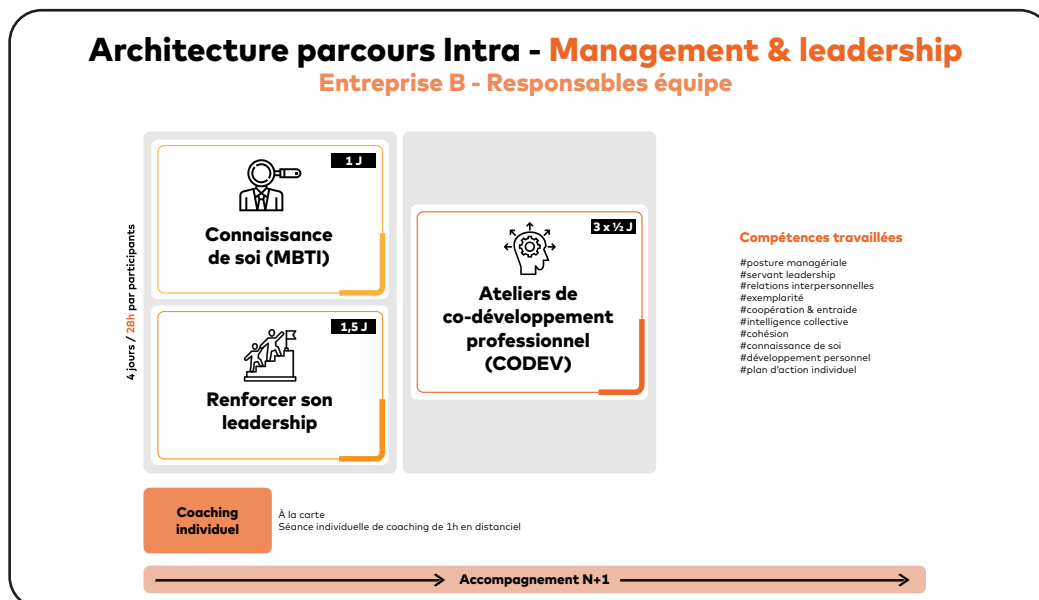 Architecture parcours Intra - Management & leadership
Entreprise B - Responsables équipe
4 jours / 28h par participants
1 J
Connaissance
de soi (MBTI)
1,5 J
Renforcer son
leadership
3 x ½ J
Ateliers de
co-développement
professionnel
(CODEV)
Compétences travaillées
#posture managériale
#servant leadership
#relations interpersonnelles
#exemplarité
#coopération & entraide
#intelligence collective
#cohésion
#connaissance de soi
#développement personnel
#plan d'action individuel
Coaching
individuel
À la carte
Séance individuelle de coaching de 1h en distanciel
Accompagnement N+1